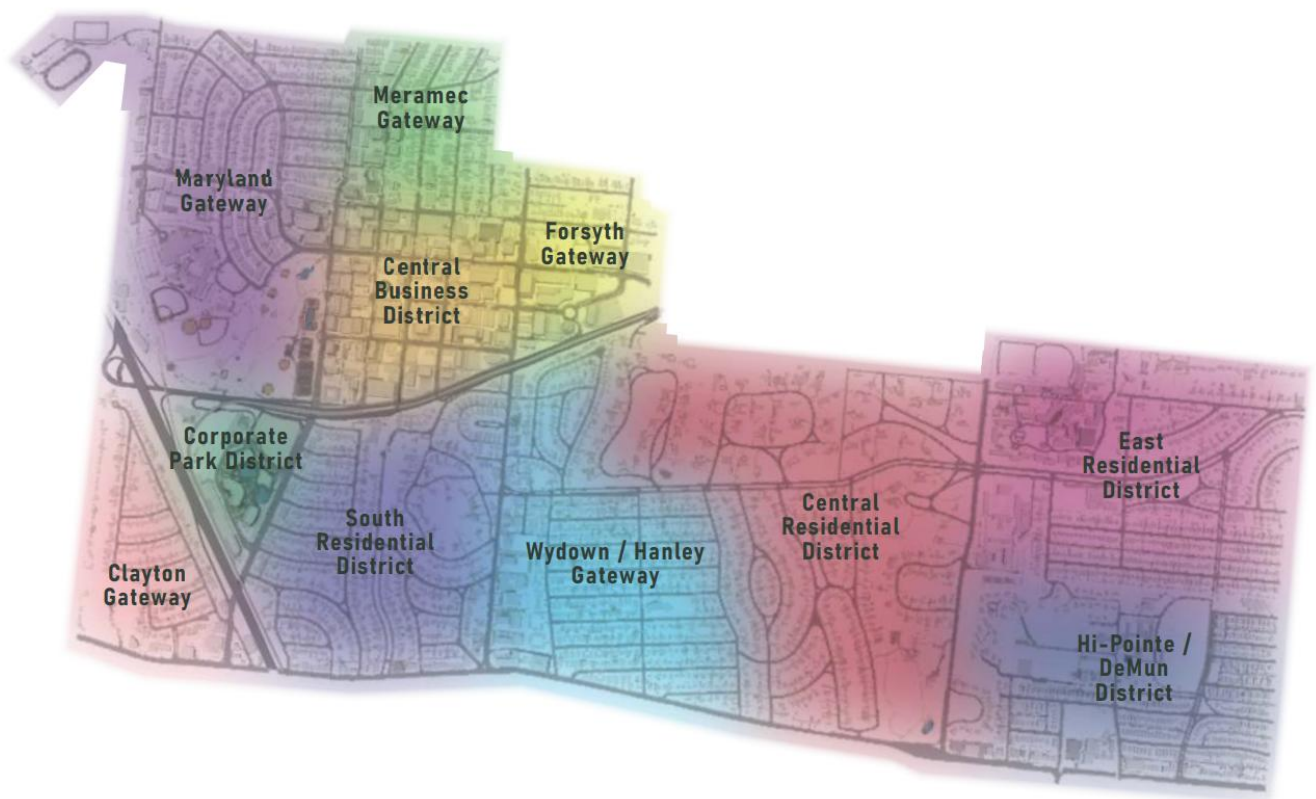 Meramec
Gateway
Maryland
Gateway
Forsyth
Gateway
Central
Business
District
Corporate
Park District
East
Residential
District
Central
Residential
District
South
Residential
District
Wydown / Hanley
Gateway
Clayton
Gateway
Hi-Pointe /
DeMun
District